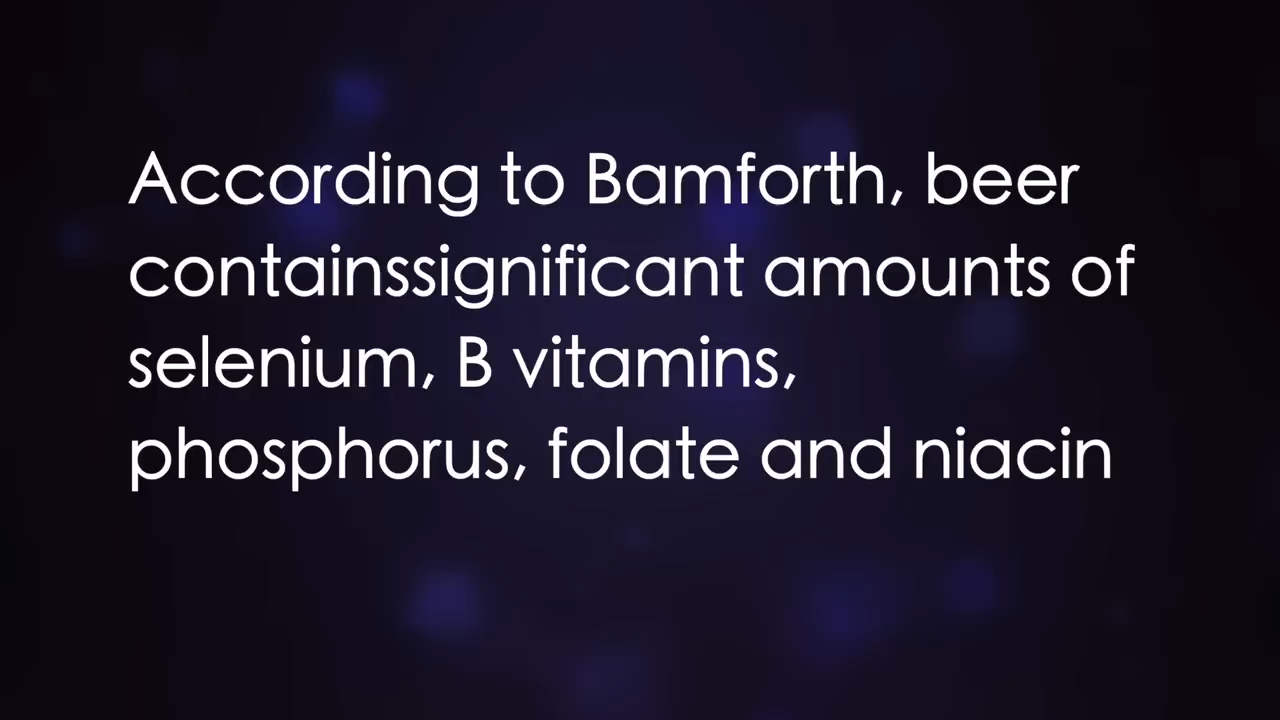 According to Bamforth, beer
containssignificant amounts of
selenium, B vitamins,
phosphorus, folate and niacin